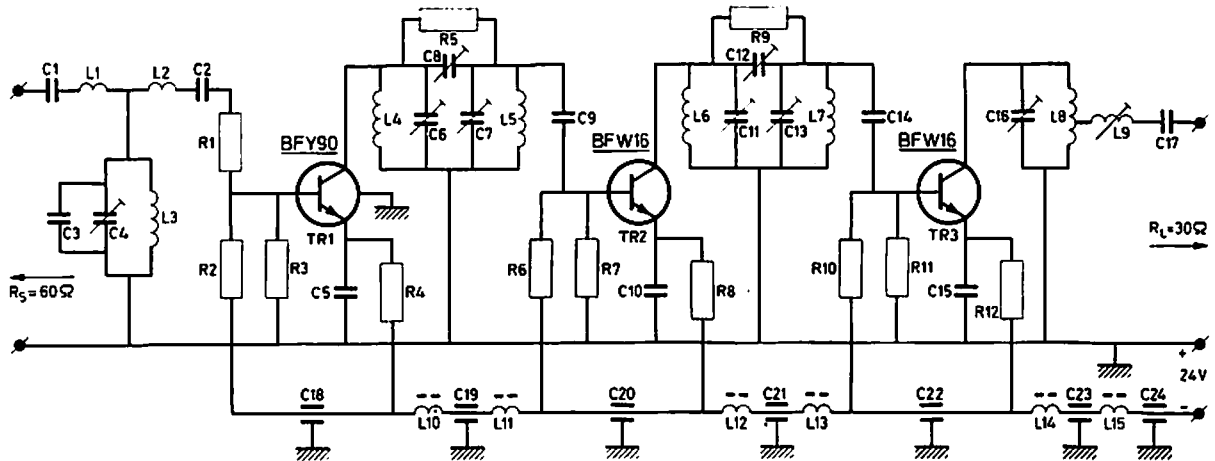 R5
C8
R9
C12
C1
L1
L2
C2
R1
BFY90
L4
C6
C7
L5
C9
BFW16
L6
C11
C13
L7
C14
BFW16
C16
L8
L9
C17
C3
C4
L3
R2
R3
TR1
C5
R4
R6
R7
TR2
C10
R8
R10
R11
TR3
C15
R12
RS=60Ω
RL=30Ω
+
24V
-
C18
L10
C19
L11
C20
L12
C21
L13
C22
L14
C23
L15
C24